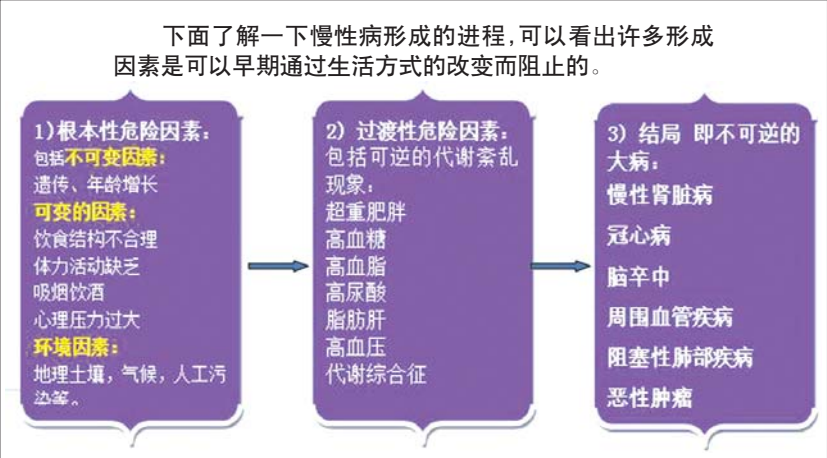 下面了解一下慢性病形成的进程,可以看出许多形成
因素是可以早期通过生活方式的改变而阻止的。
1)根本性危险因素：
包括不可变因素：
遗传、年龄增长
可变的因素：
饮食结构不合理
体力活动缺乏
吸烟饮酒
心理压力过大
环境因素：
地理土壤，气候，人工污
染等。
2) 过渡性危险因素：
包括可逆的代谢紊乱
现象：
超重肥胖
高血糖
高血脂
高尿酸
脂肪肝
高血压
代谢综合征
3) 结局 即不可逆的
大病：
慢性肾脏病
冠心病
脑卒中
周围血管疾病
阻塞性肺部疾病
恶性肿瘤